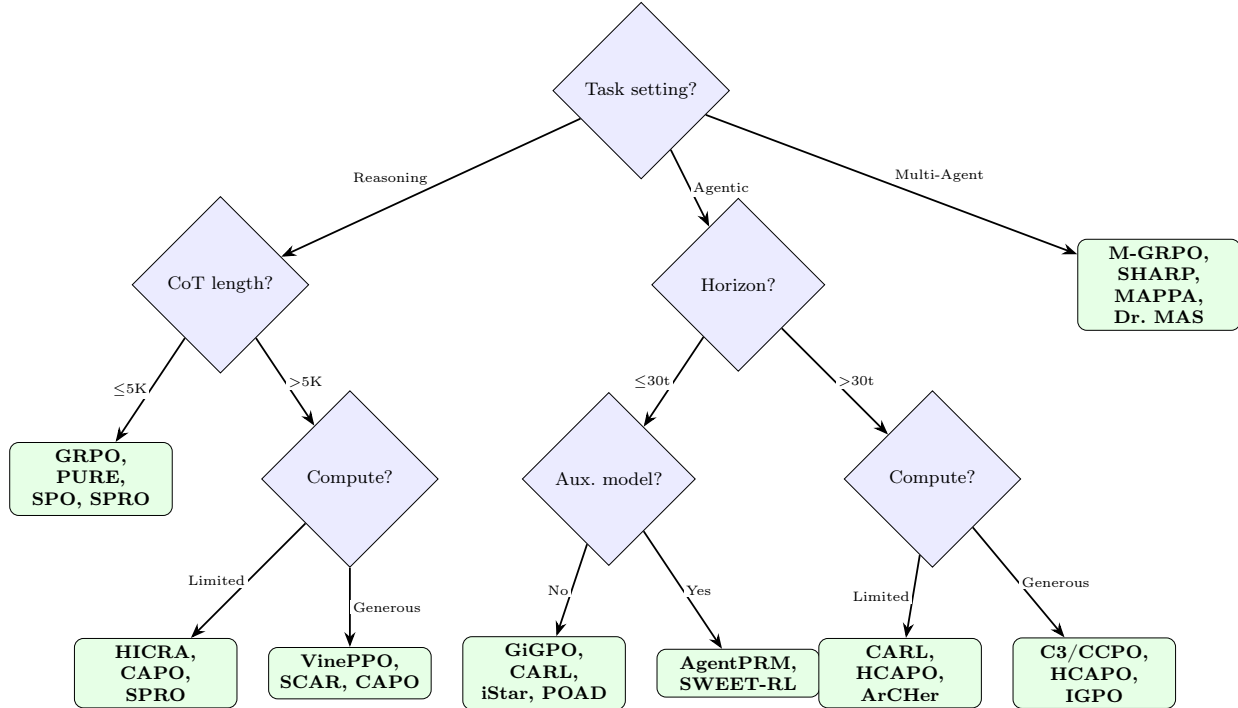 Task setting?
Reasoning
Agentic
Multi-Agent
CoT length?
Horizon?
M-GRPO,
SHARP,
MAPPA,
Dr. MAS
≤5K
>5K
≤30t
>30t
GRPO,
PURE,
SPO, SPRO
Compute?
Aux. model?
Compute?
Limited
Generous
No
Yes
Limited
Generous
HICRA,
CAPO,
SPRO
VinePPO,
SCAR, CAPO
GiGPO,
CARL,
iStar, POAD
AgentPRM,
SWEET-RL
CARL,
HCAPO,
ArCHer
C3/CCPO,
HCAPO,
IGPO